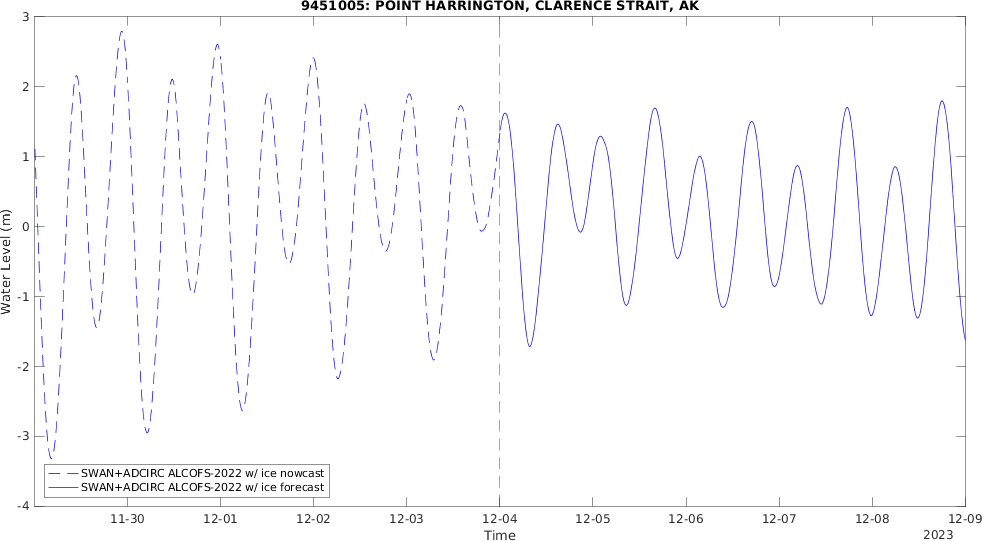 9451005: POINT HARRINGTON, CLARENCE STRAIT, AK
3
2
1
0
-1
-2
-3
-4
Water Level (m)
SWAN+ADCIRC ALCOFS-2022 w/ ice nowcast
SWAN+ADCIRC ALCOFS-2022 w/ ice forecast
11-30 12-01 12-02 12-03 12-04 12-05 12-06 12-07 12-08 12-09
Time
2023